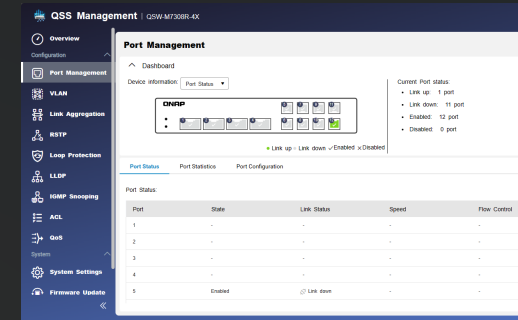 QSS Management | QSW-M7308R-4X
Overview
Configuration
Port Management
VLAN
Link Aggregation
RSTP
Loop Protection
LLDP
IGMP Snooping
ACL
QoS
System
System Settings
Firmware Update
Port Management
Dashboard
Device information: Port Status
QNAP
Link up Link down Enabled Disabled
Current Port status:
Link up: 1 port
Link down: 11 port
Enabled: 12 port
Disabled: 0 port
Port Status Port Statistics Port Configuration
Port Status:
Port State Link Status Speed Flow Control
1 - - - -
2 - - - -
3 - - - -
4 - - - -
5 Enabled Link down - -